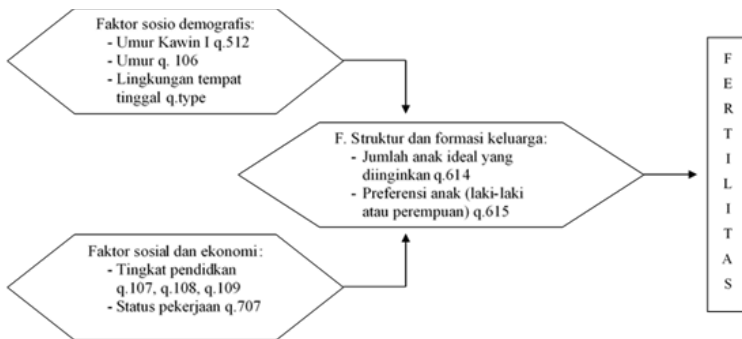 Faktor sosio demografis:
- Umur Kawin I q.512
- Umur q. 106
- Lingkungan tempat
tinggal q.type
F. Struktur dan formasi keluarga:
- Jumlah anak ideal yang
diinginkan q.614
- Preferensi anak (laki-laki
atau perempuan) q.615
Faktor sosial dan ekonomi:
- Tingkat pendidkan
q.107, q.108, q.109
- Status pekerjaan q.707
F
E
R
T
I
L
I
T
A
S